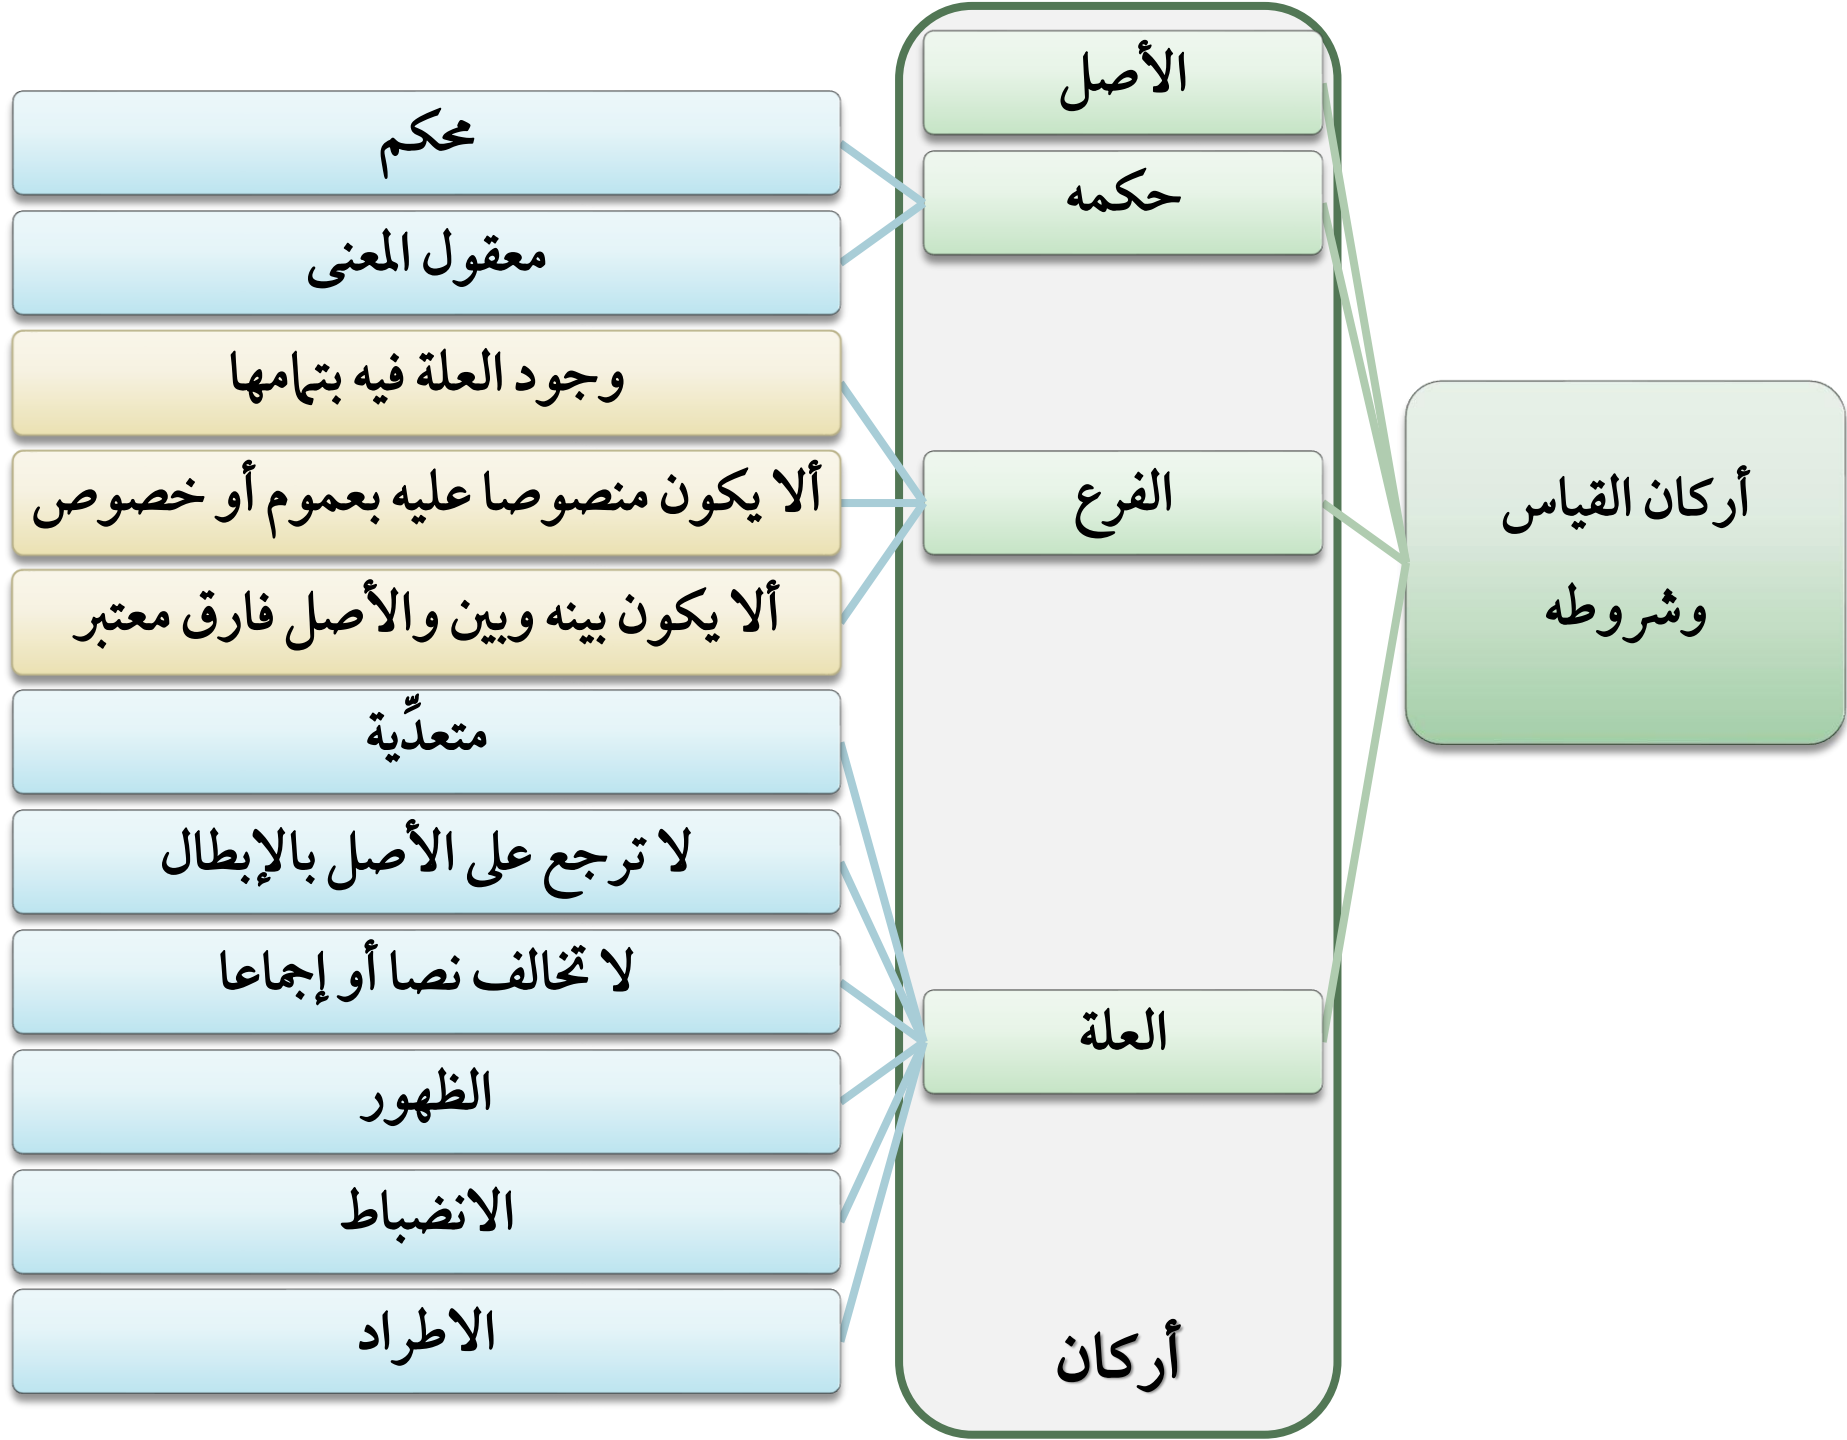 أركان القياس
وشروطه
الأصل
حكمه
محكم
معقول المعنى
الفرع
وجود العلة فيه بتمامها
ألا يكون منصوصا عليه بعموم أو خصوص
ألا يكون بينه وبين والأصل فارق معتبر
العلة
متعدِّية
لا ترجع على الأصل بالإبطال
لا تخالف نصا أو إجماعا
الظهور
الانضباط
الاطراد
أركان